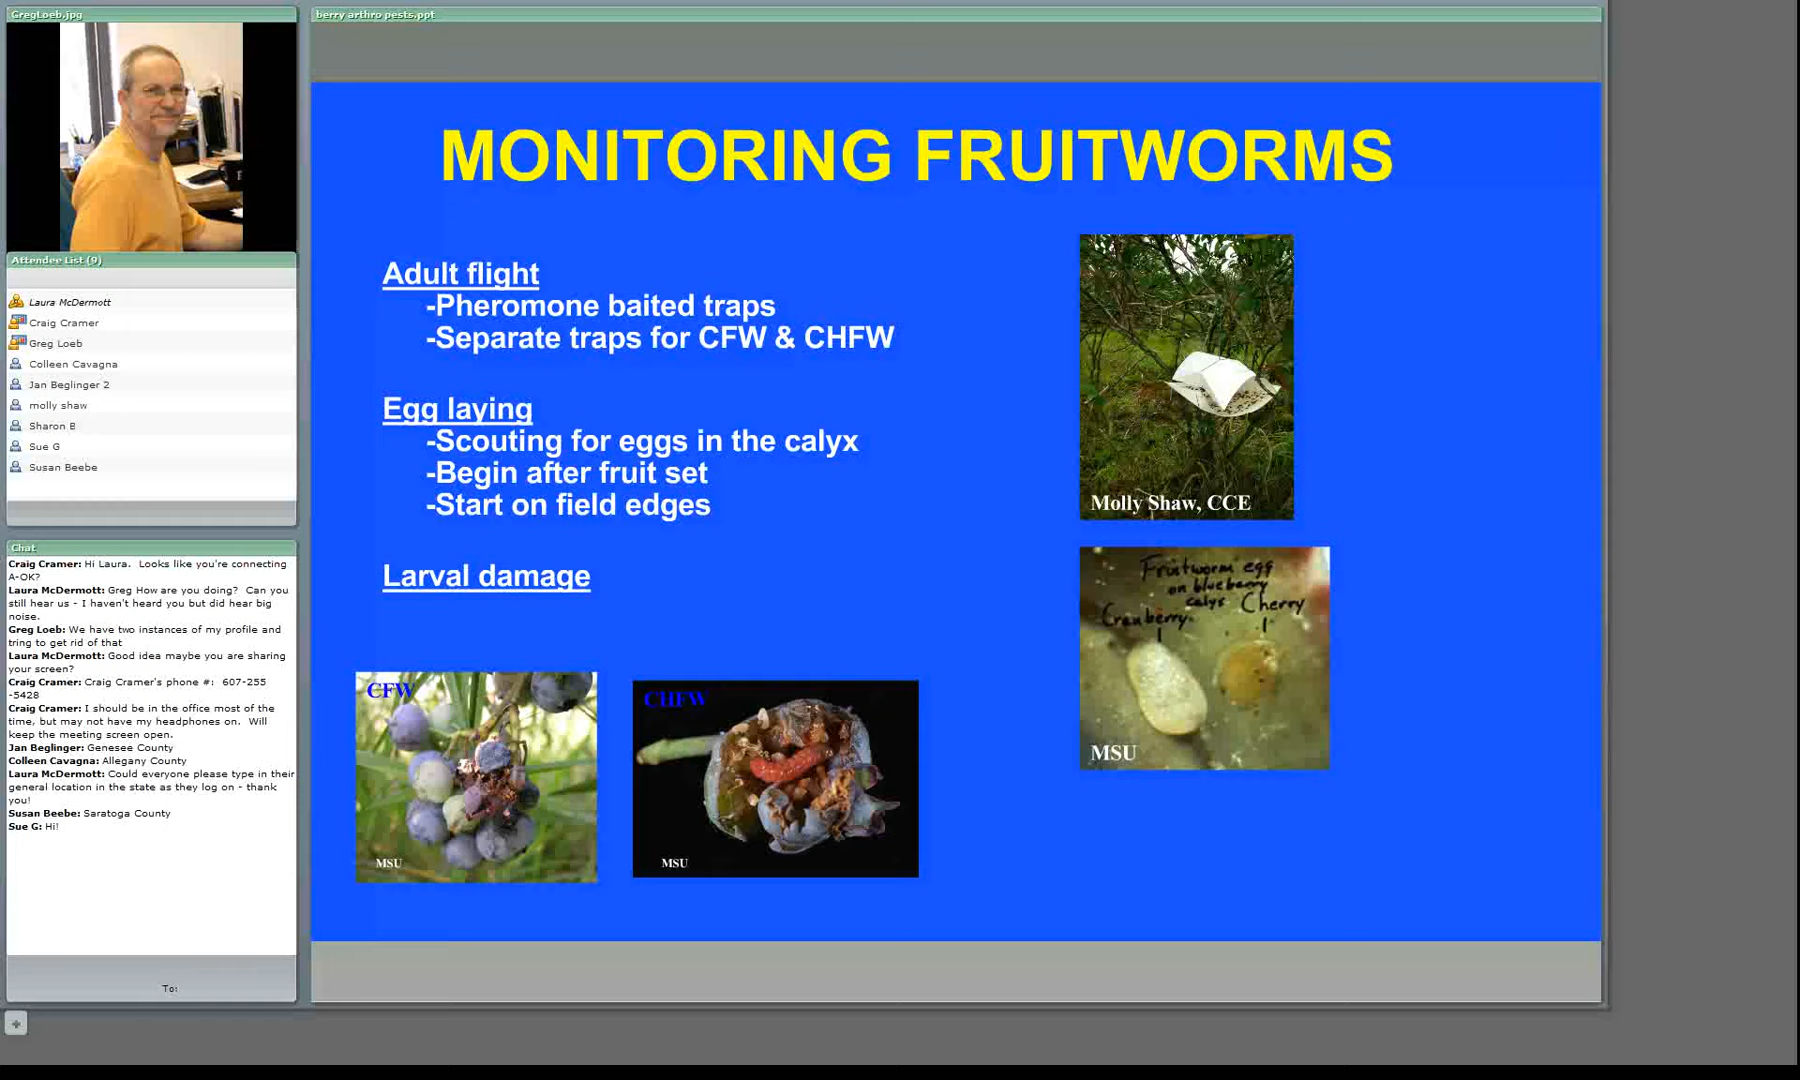 GregLoeb.jpg
Attendee List (9)
Laura McDermott
Craig Cramer
Greg Loeb
Colleen Cavagna
Jan Beglinger 2
molly shaw
Sharon B
Sue G
Susan Beebe
Chat
Craig Cramer: Hi Laura. Looks like you're connecting
A-OK?
Laura McDermott: Greg How are you doing? Can you
still hear us - I haven't heard you but did hear big
noise.
Greg Loeb: We have two instances of my profile and
tring to get rid of that
Laura McDermott: Good idea maybe you are sharing
your screen?
Craig Cramer: Craig Cramer's phone #: 607-255
-5428
Craig Cramer: I should be in the office most of the
time, but may not have my headphones on. Will
keep the meeting screen open.
Jan Beglinger: Genesee County
Colleen Cavagna: Allegany County
Laura McDermott: Could everyone please type in their
general location in the state as they log on - thank
you!
Susan Beebe: Saratoga County
Sue G: Hi!
To:
berry arthro pests.ppt
MONITORING FRUITWORMS
Adult flight
-Pheromone baited traps
-Separate traps for CFW & CHFW
Egg laying
-Scouting for eggs in the calyx
-Begin after fruit set
-Start on field edges
Larval damage
Molly Shaw, CCE
Fruitworm egg
on blueberry
calyx
Cranberry
Cherry
MSU
CFW
MSU
CHFW
MSU